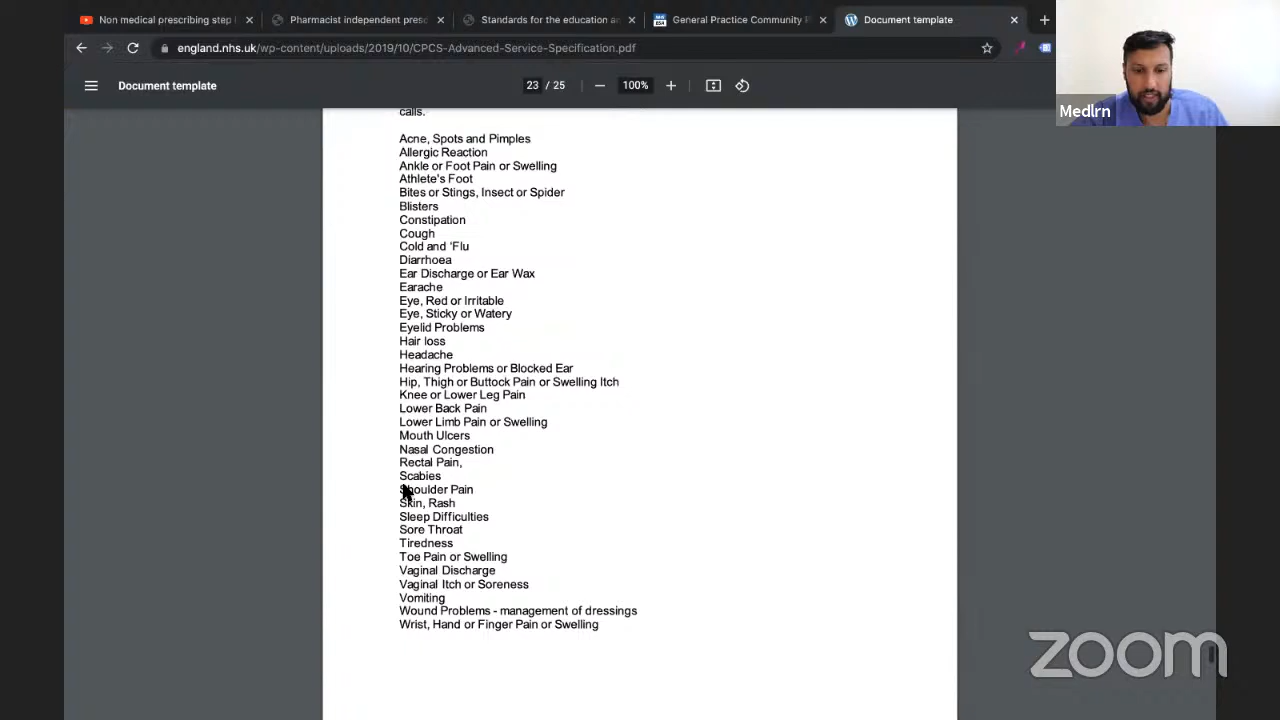 Non medical prescribing step
Pharmacist independent presc
Standards for the education a
General Practice Community P
Document template
england.nhs.uk/wp-content/uploads/2019/10/CPCS-Advanced-Service-Specification.pdf
Document template
23 / 25
100%
Medlrn
calls.
Acne, Spots and Pimples
Allergic Reaction
Ankle or Foot Pain or Swelling
Athlete's Foot
Bites or Stings, Insect or Spider
Blisters
Constipation
Cough
Cold and 'Flu
Diarrhoea
Ear Discharge or Ear Wax
Earache
Eye, Red or Irritable
Eye, Sticky or Watery
Eyelid Problems
Hair loss
Headache
Hearing Problems or Blocked Ear
Hip, Thigh or Buttock Pain or Swelling Itch
Knee or Lower Leg Pain
Lower Back Pain
Lower Limb Pain or Swelling
Mouth Ulcers
Nasal Congestion
Rectal Pain,
Scabies
Shoulder Pain
Skin, Rash
Sleep Difficulties
Sore Throat
Tiredness
Toe Pain or Swelling
Vaginal Discharge
Vaginal Itch or Soreness
Vomiting
Wound Problems - management of dressings
Wrist, Hand or Finger Pain or Swelling
zoom